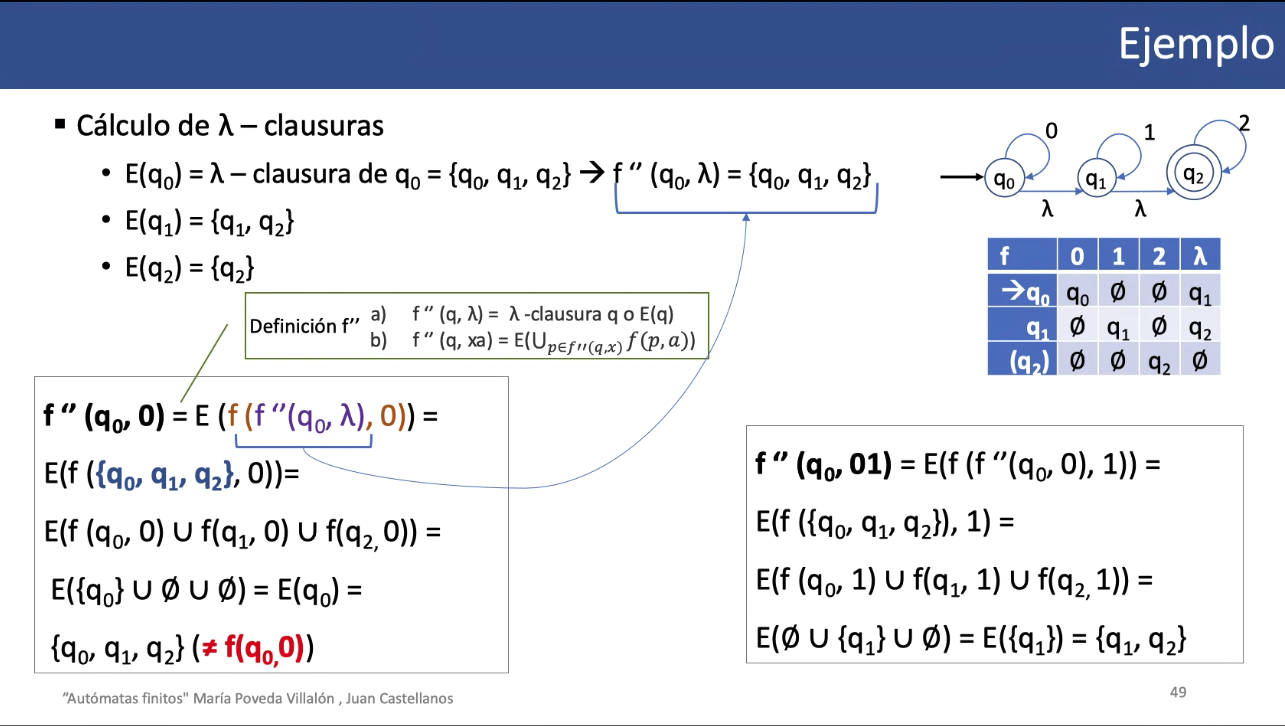 Ejemplo
▪ Cálculo de λ – clausuras
• E(q₀) = λ – clausura de q₀ = {q₀, q₁, q₂} → f ’’ (q₀, λ) = {q₀, q₁, q₂}
• E(q₁) = {q₁, q₂}
• E(q₂) = {q₂}
0 1 2
q₀ q₁ q₂
λ λ
f 0 1 2 λ
→q₀ q₀ Ø Ø q₁
q₁ Ø q₁ Ø q₂
(q₂) Ø Ø q₂ Ø
Definición f’’
a) f ’’ (q, λ) = λ -clausura q o E(q)
b) f ’’ (q, xa) = E(⋃p∈f′′(q,x) f(p, a))
f ’’ (q₀, 0) = E (f (f ’’(q₀, λ), 0)) =
E(f ({q₀, q₁, q₂}, 0))=
E(f (q₀, 0) ∪ f(q₁, 0) ∪ f(q₂, 0)) =
E({q₀} ∪ Ø ∪ Ø) = E(q₀) =
{q₀, q₁, q₂} (≠ f(q₀,0))
f ’’ (q₀, 01) = E(f (f ’’(q₀, 0), 1)) =
E(f ({q₀, q₁, q₂}), 1) =
E(f (q₀, 1) ∪ f(q₁, 1) ∪ f(q₂, 1)) =
E(Ø ∪ {q₁} ∪ Ø) = E({q₁}) = {q₁, q₂}
”Autómatas finitos" María Poveda Villalón , Juan Castellanos
49